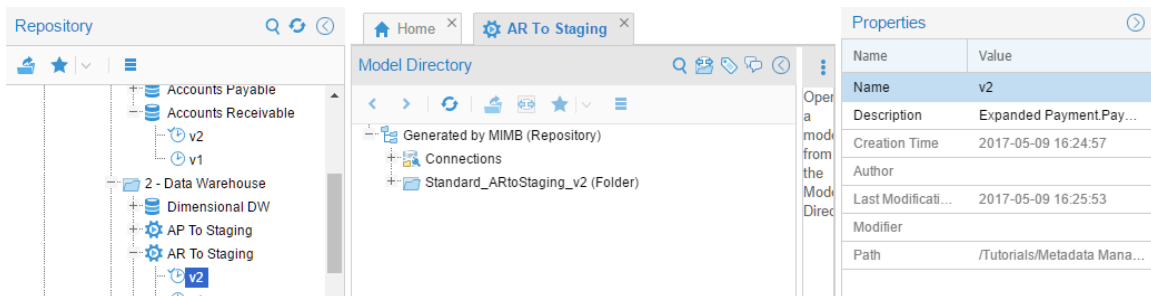 Repository
Accounts Payable
Accounts Receivable
v2
v1
2 - Data Warehouse
Dimensional DW
AP To Staging
AR To Staging
v2
Home
AR To Staging
Model Directory
Generated by MIMB (Repository)
Connections
Standard_ARtoStaging_v2 (Folder)
Oper
a
mode
from
the
Mode
Direc
Properties
Name Value
Name v2
Description Expanded Payment.Pay...
Creation Time 2017-05-09 16:24:57
Author
Last Modificati... 2017-05-09 16:25:53
Modifier
Path /Tutorials/Metadata Mana...